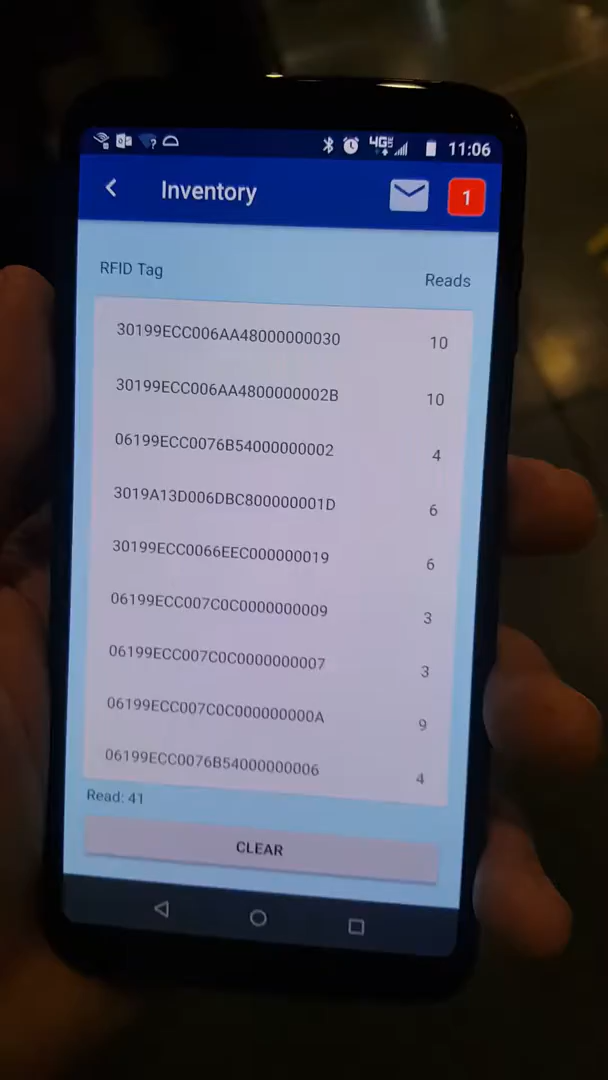 4G 11:06
Inventory 1
RFID Tag Reads
30199ECC006AA48000000030 10
30199ECC006AA4800000002B 10
06199ECC0076B54000000002 4
3019A13D006DBC800000001D 6
30199ECC0066EEC000000019 6
06199ECC007C0C0000000009 3
06199ECC007C0C0000000007 3
06199ECC007C0C000000000A 9
06199ECC0076B54000000006 4
Read: 41
CLEAR